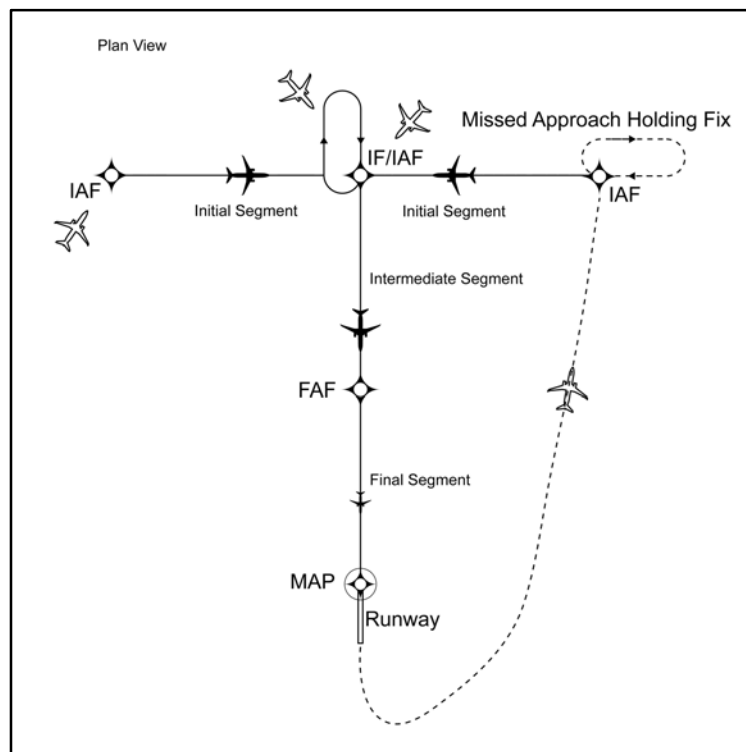 Plan View
Missed Approach Holding Fix
IF/IAF
IAF
IAF
Initial Segment
Initial Segment
Intermediate Segment
FAF
Final Segment
MAP
Runway